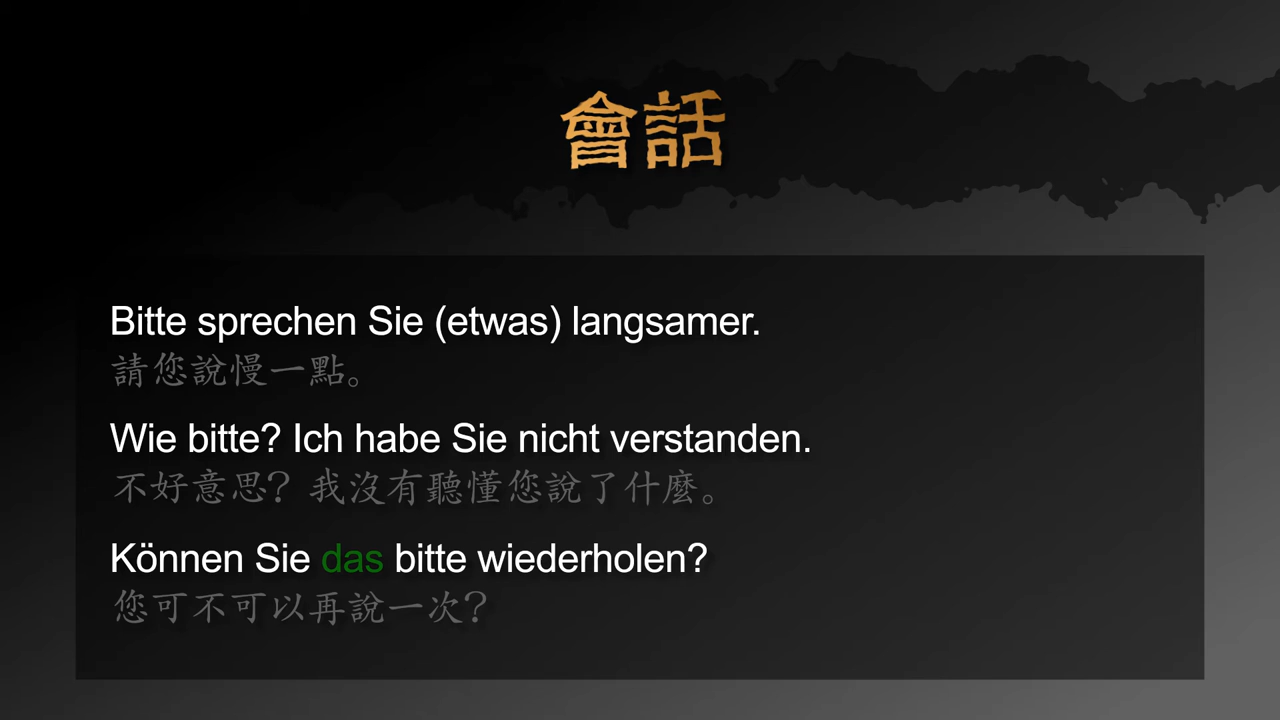 會話
Bitte sprechen Sie (etwas) langsamer.
請您說慢一點。
Wie bitte? Ich habe Sie nicht verstanden.
不好意思? 我沒有聽懂您說了什麼。
Können Sie das bitte wiederholen?
您可不可以再說一次?